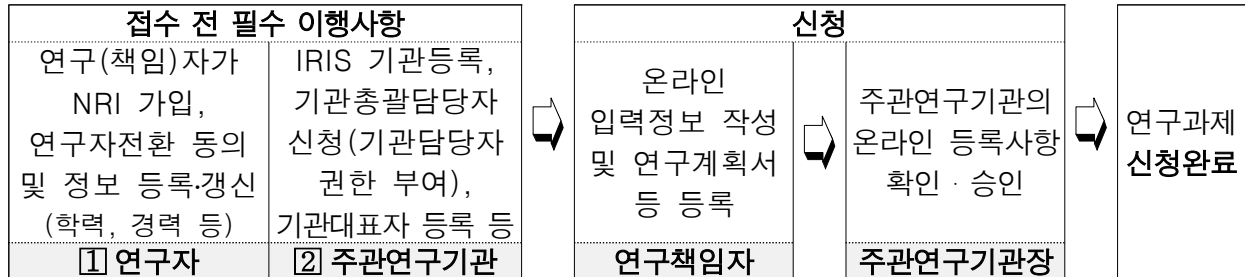 접수 전 필수 이행사항
연구(책임)자가
NRI 가입,
연구자전환 동의
및 정보 등록·갱신
(학력, 경력 등)
1 연구자
IRIS 기관등록,
기관총괄담당자
신청(기관담당자
권한 부여),
기관대표자 등록 등
2 주관연구기관
신청
온라인
입력정보 작성
및 연구계획서
등 등록
연구책임자
주관연구기관의
온라인 등록사항
확인 · 승인
주관연구기관장
연구과제
신청완료